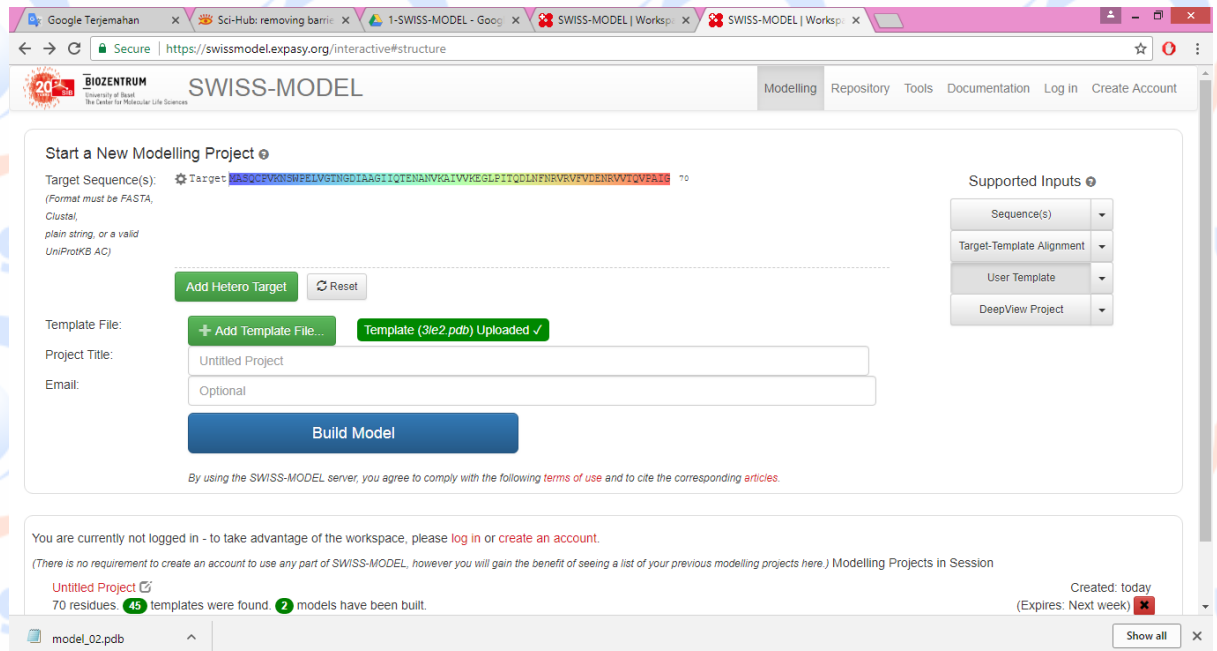 Google Terjemahan
Sci-Hub: removing barrie
1-SWISS-MODEL - Goog
SWISS-MODEL | Worksp
SWISS-MODEL | Worksp
Secure | https://swissmodel.expasy.org/interactive#structure
20
BIOZENTRUM
University of Basel
The Center for Molecular Life Sciences
SWISS-MODEL
Modelling Repository Tools Documentation Log in Create Account
Start a New Modelling Project
Target Sequence(s):
(Format must be FASTA,
Clustal,
plain string, or a valid
UniProtKB AC)
Target MASQCPVKNSWPELVGTNGDIAAGIIQTENANVKAIVVKEGLPITQDLNFNRVRVFVDENRVVTQVPAIG 70
Add Hetero Target
Reset
Supported Inputs
Sequence(s)
Target-Template Alignment
User Template
DeepView Project
Template File:
Add Template File...
Template (3le2.pdb) Uploaded ✓
Project Title:
Untitled Project
Email:
Optional
Build Model
By using the SWISS-MODEL server, you agree to comply with the following terms of use and to cite the corresponding articles.
You are currently not logged in - to take advantage of the workspace, please log in or create an account.
(There is no requirement to create an account to use any part of SWISS-MODEL, however you will gain the benefit of seeing a list of your previous modelling projects here.) Modelling Projects in Session
Untitled Project
Created: today
70 residues. 45 templates were found. 2 models have been built.
(Expires: Next week)
model_02.pdb
Show all